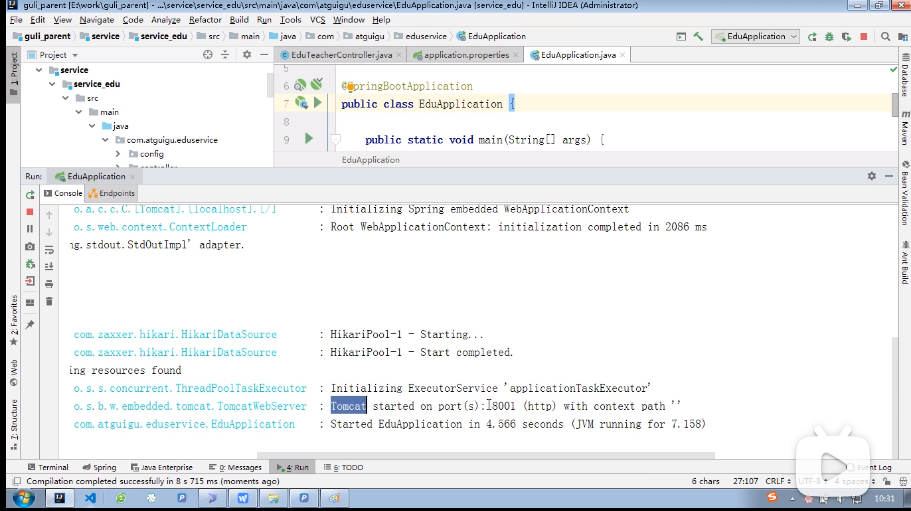 guli_parent [E:\work\guli_parent] - ...\service\service_edu\src\main\java\com\atguigu\eduservice\EduApplication.java [service_edu] - IntelliJ IDEA (Administrator)
File Edit View Navigate Code Analyze Refactor Build Run Tools VCS Window Help
guli_parent service service_edu src main java com atguigu eduservice EduApplication EduApplication
1: Project
Project
EduTeacherController.java application.properties EduApplication.java
service
service_edu
src
main
java
com.atguigu.eduservice
config
5
6 @SpringBootApplication
7 public class EduApplication {
8
9 public static void main(String[] args) {
EduApplication
Database
Maven
Bean Validation
Ant Build
Run: EduApplication
Console Endpoints
o.a.c.c.C.[Tomcat].[localhost].[/] : Initializing Spring embedded WebApplicationContext
o.s.web.context.ContextLoader : Root WebApplicationContext: initialization completed in 2086 ms
ng.stdout.StdOutImpl' adapter.
com.zaxxer.hikari.HikariDataSource : HikariPool-1 - Starting...
com.zaxxer.hikari.HikariDataSource : HikariPool-1 - Start completed.
ing resources found
o.s.s.concurrent.ThreadPoolTaskExecutor : Initializing ExecutorService 'applicationTaskExecutor'
o.s.b.w.embedded.tomcat.TomcatWebServer : Tomcat started on port(s): 8001 (http) with context path ''
com.atguigu.eduservice.EduApplication : Started EduApplication in 4.566 seconds (JVM running for 7.158)
2: Favorites
Web
7: Structure
Terminal Spring Java Enterprise 0: Messages 4: Run 6: TODO Event Log
Compilation completed successfully in 8 s 715 ms (moments ago) 6 chars 27:107 CRLF UTF-8 4 spaces
10:31